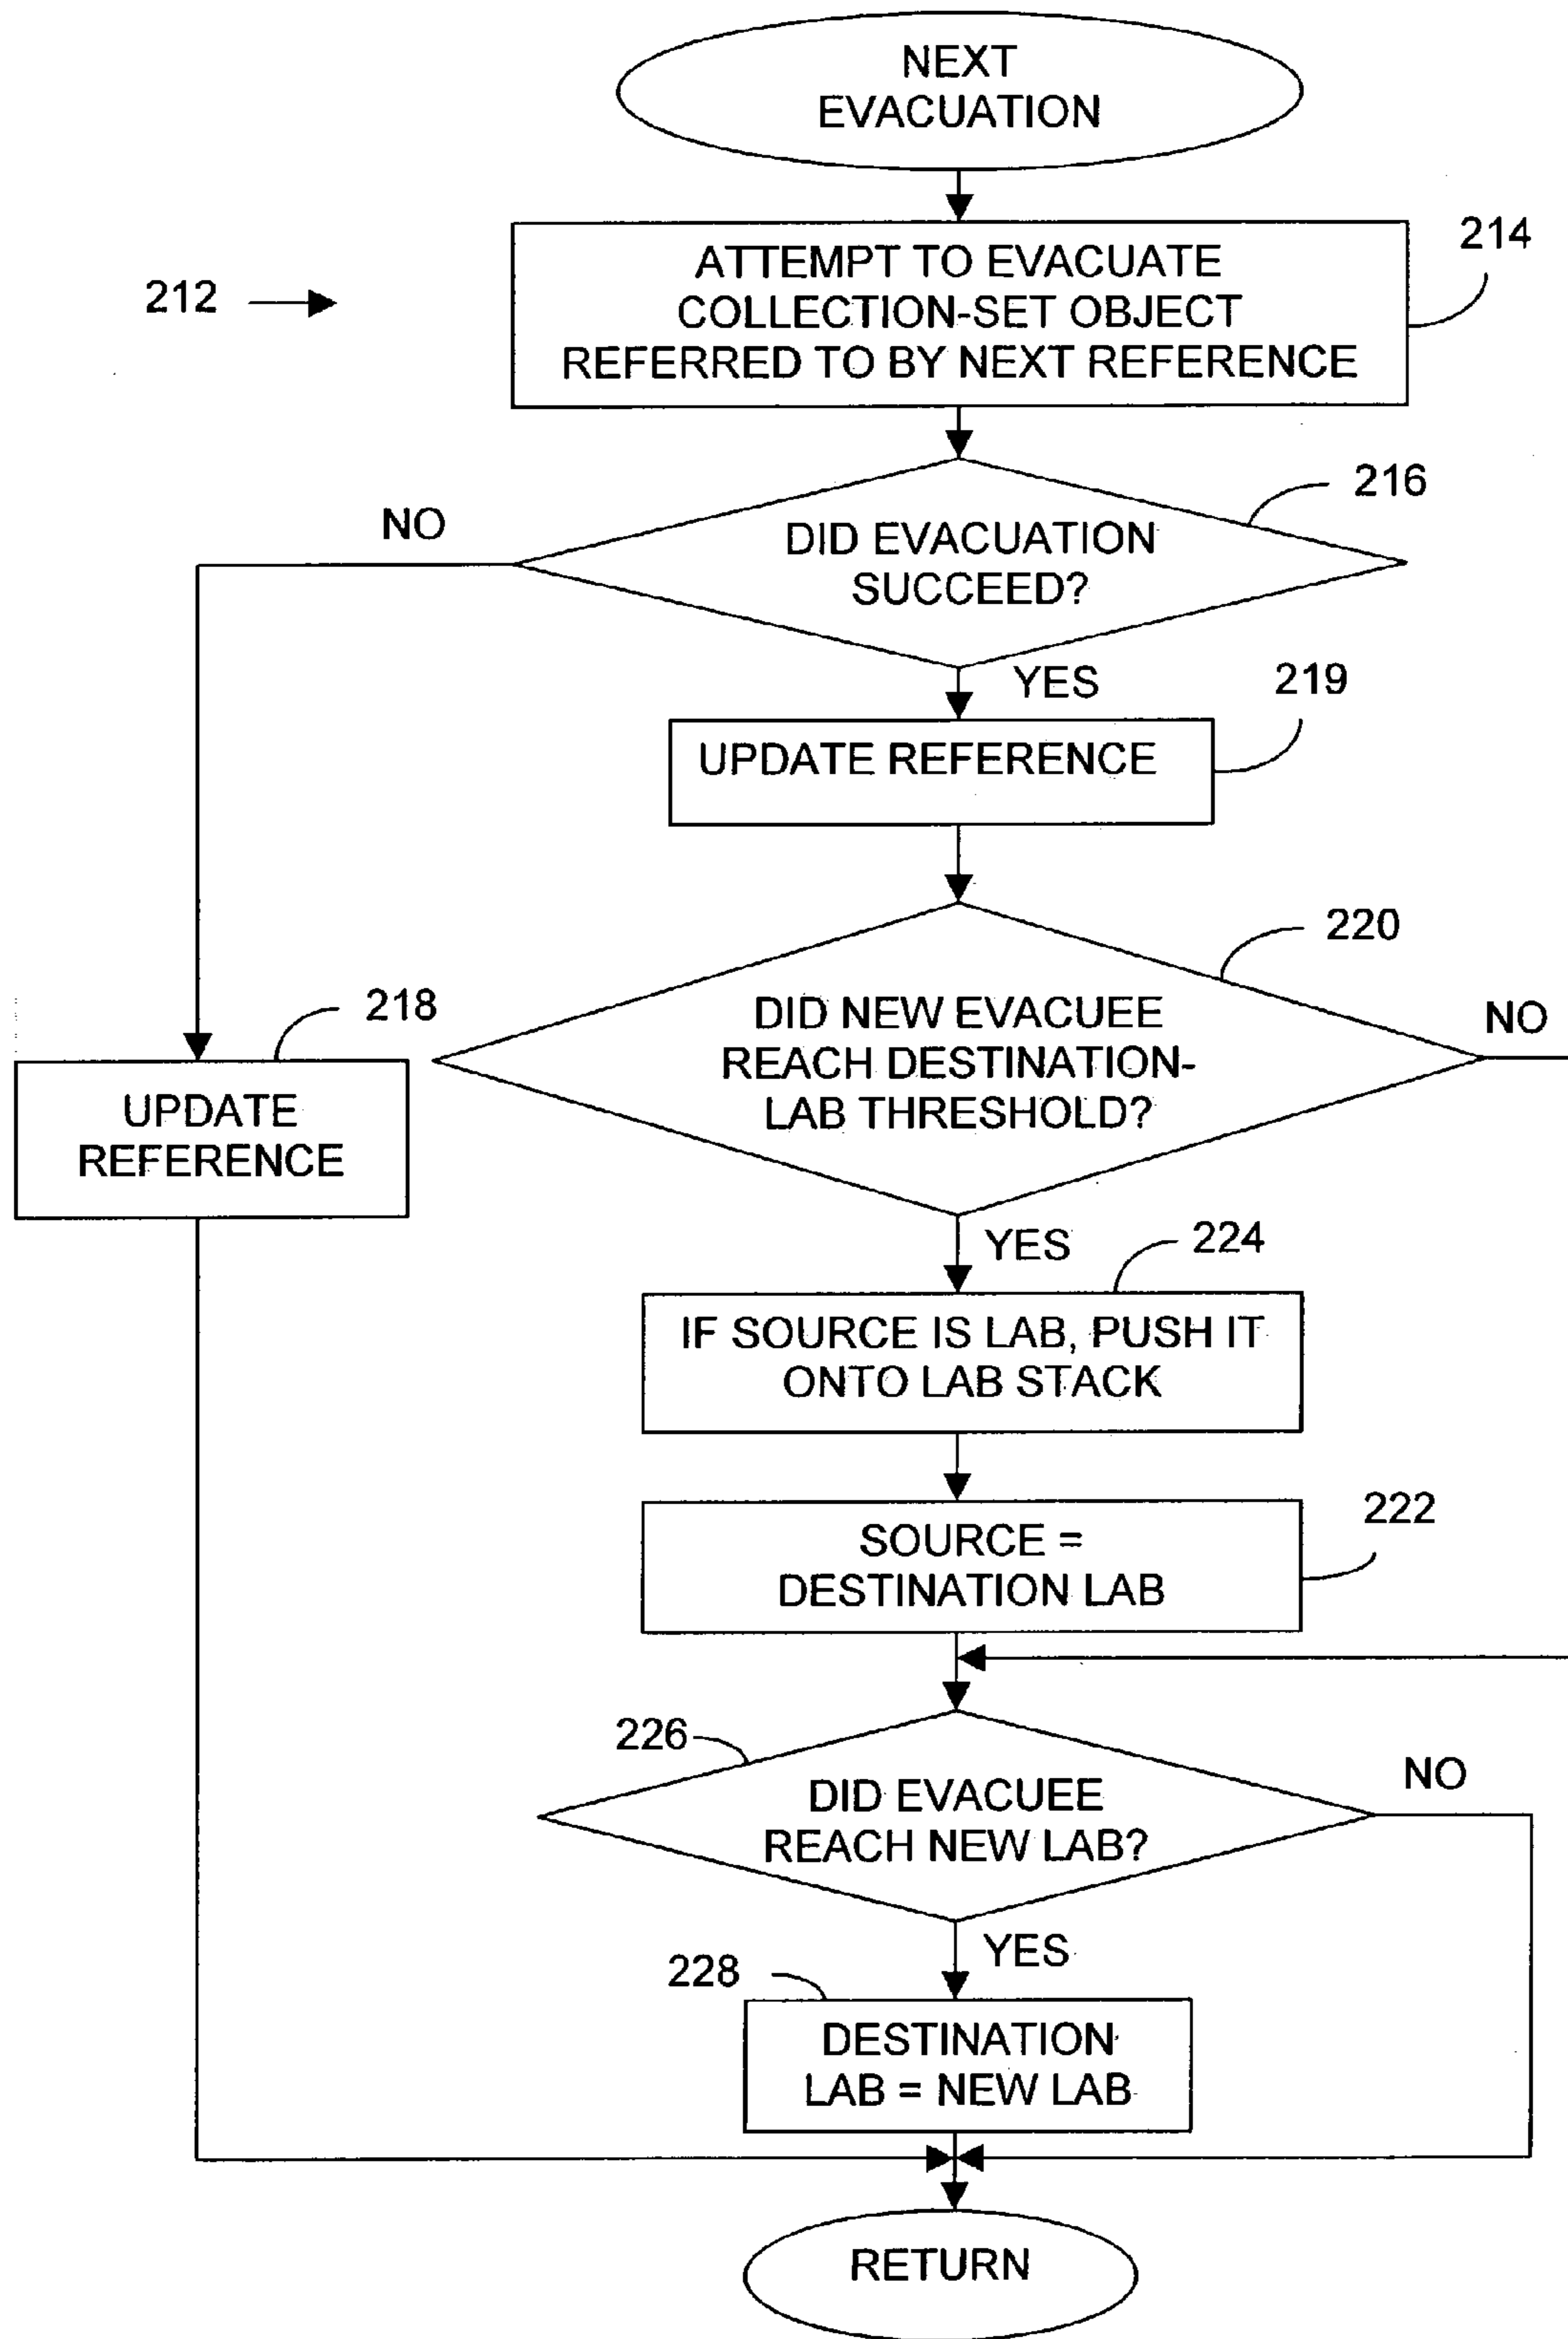 NEXT
EVACUATION
212
ATTEMPT TO EVACUATE
COLLECTION-SET OBJECT
REFERRED TO BY NEXT REFERENCE
214
216
NO
DID EVACUATION
SUCCEED?
YES
219
UPDATE REFERENCE
220
218
DID NEW EVACUEE
REACH DESTINATION-
LAB THRESHOLD?
NO
UPDATE
REFERENCE
YES
224
IF SOURCE IS LAB, PUSH IT
ONTO LAB STACK
222
SOURCE =
DESTINATION LAB
226
NO
DID EVACUEE
REACH NEW LAB?
YES
228
DESTINATION
LAB = NEW LAB
RETURN